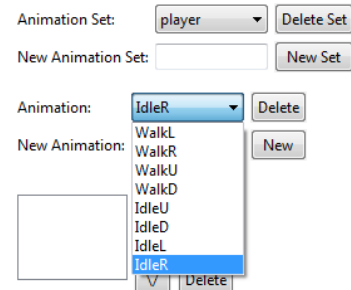 Animation Set: player Delete Set
New Animation Set: New Set
Animation: IdleR Delete
New Animation: New
WalkL
WalkR
WalkU
WalkD
IdleU
IdleD
IdleL
IdleR
V Delete